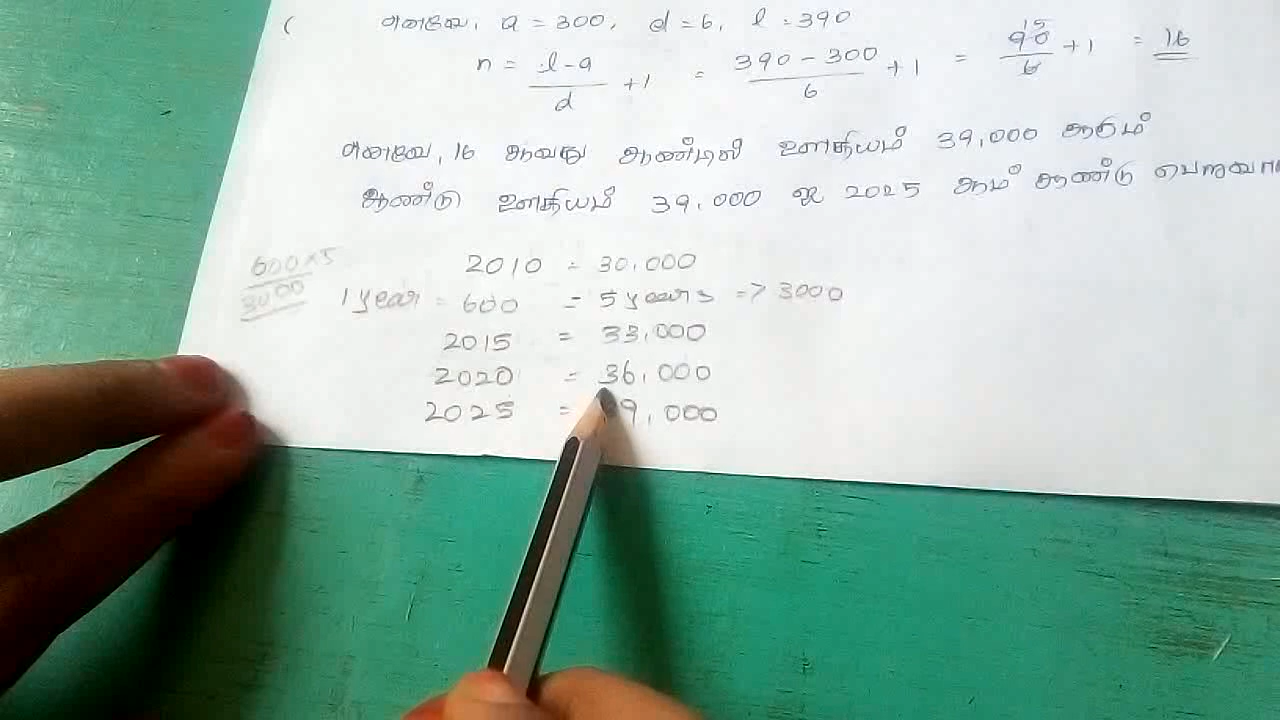 எனவே, a = 300, d = 6, l = 390
n = l - a / d + 1 = 390 - 300 / 6 + 1 = 15 90 / 6 + 1 = 16
எனவே, 16 ஆவது ஆண்டில் ஊதியம் 39,000 ஆகும்
ஆண்டு ஊதியம் 39,000 ஐ 2025 ஆம் ஆண்டு
600 x 5
3000
2010 = 30,000
1 year = 600 = 5 years => 3000
2015 = 33,000
2020 = 36,000
2025 = 39,000